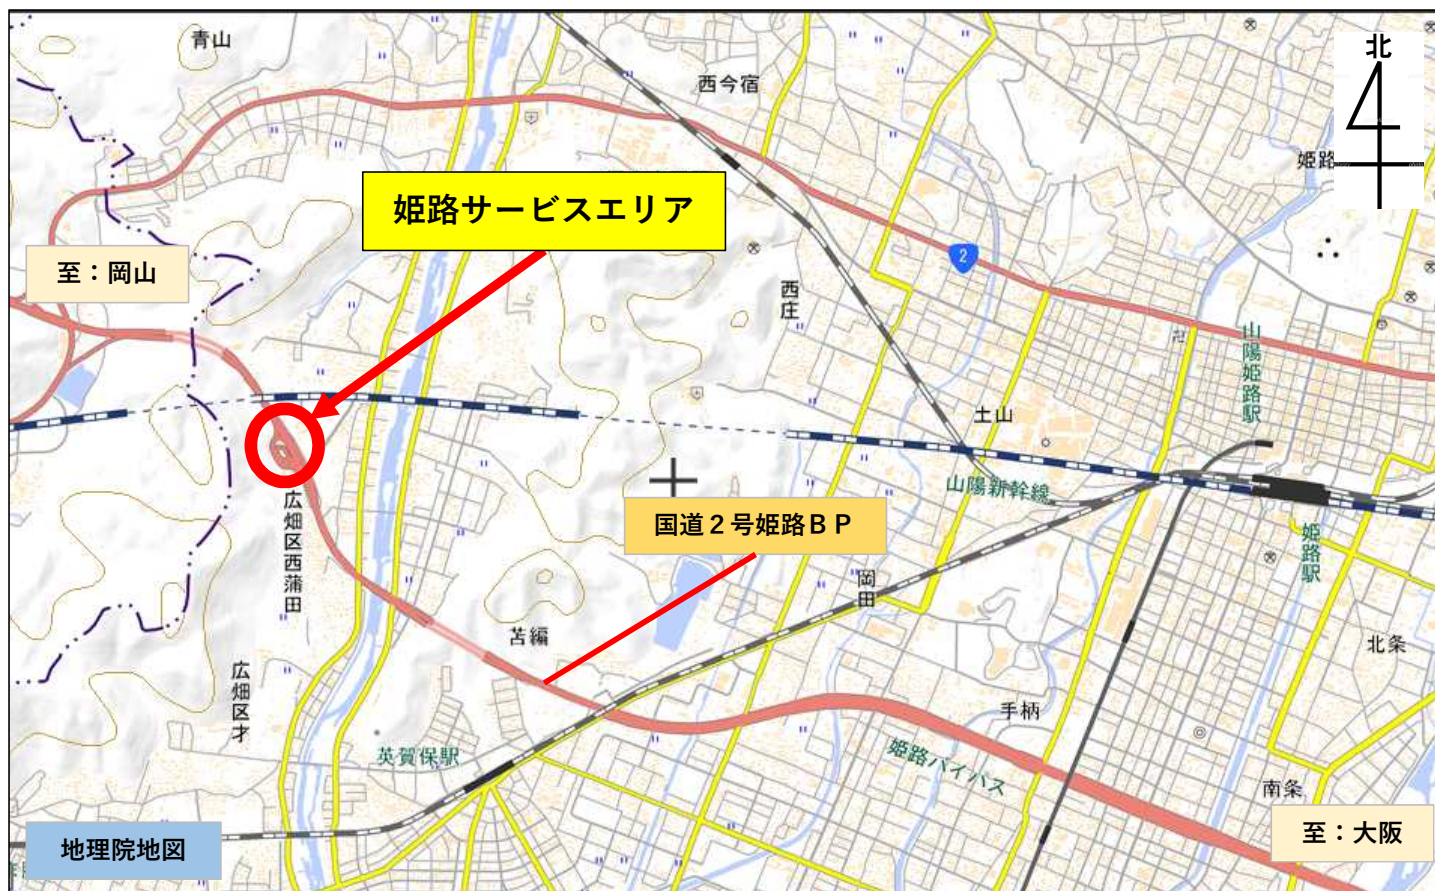 青山
西今宿
北
姫路
姫路サービスエリア
至：岡山
2
西庄
山陽姫路駅
土山
山陽新幹線
広畑区西蒲田
国道２号姫路ＢＰ
姫路駅
岡田
苫編
北条
広畑区才
手柄
英賀保駅
姫路バイパス
南条
至：大阪
地理院地図